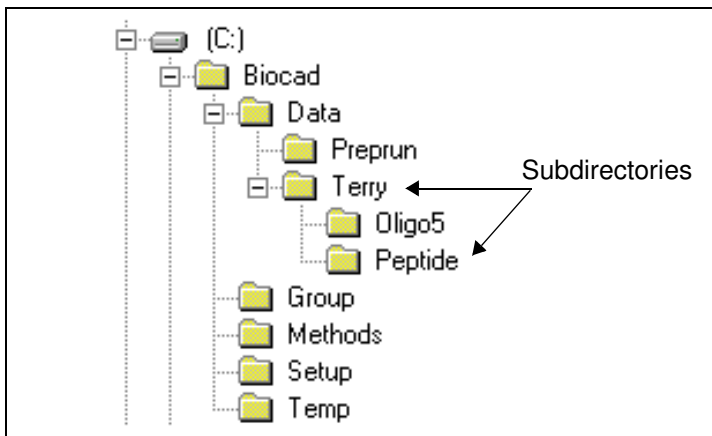 (C:)
Biocad
Data
Preprun
Terry
Subdirectories
Oligo5
Peptide
Group
Methods
Setup
Temp